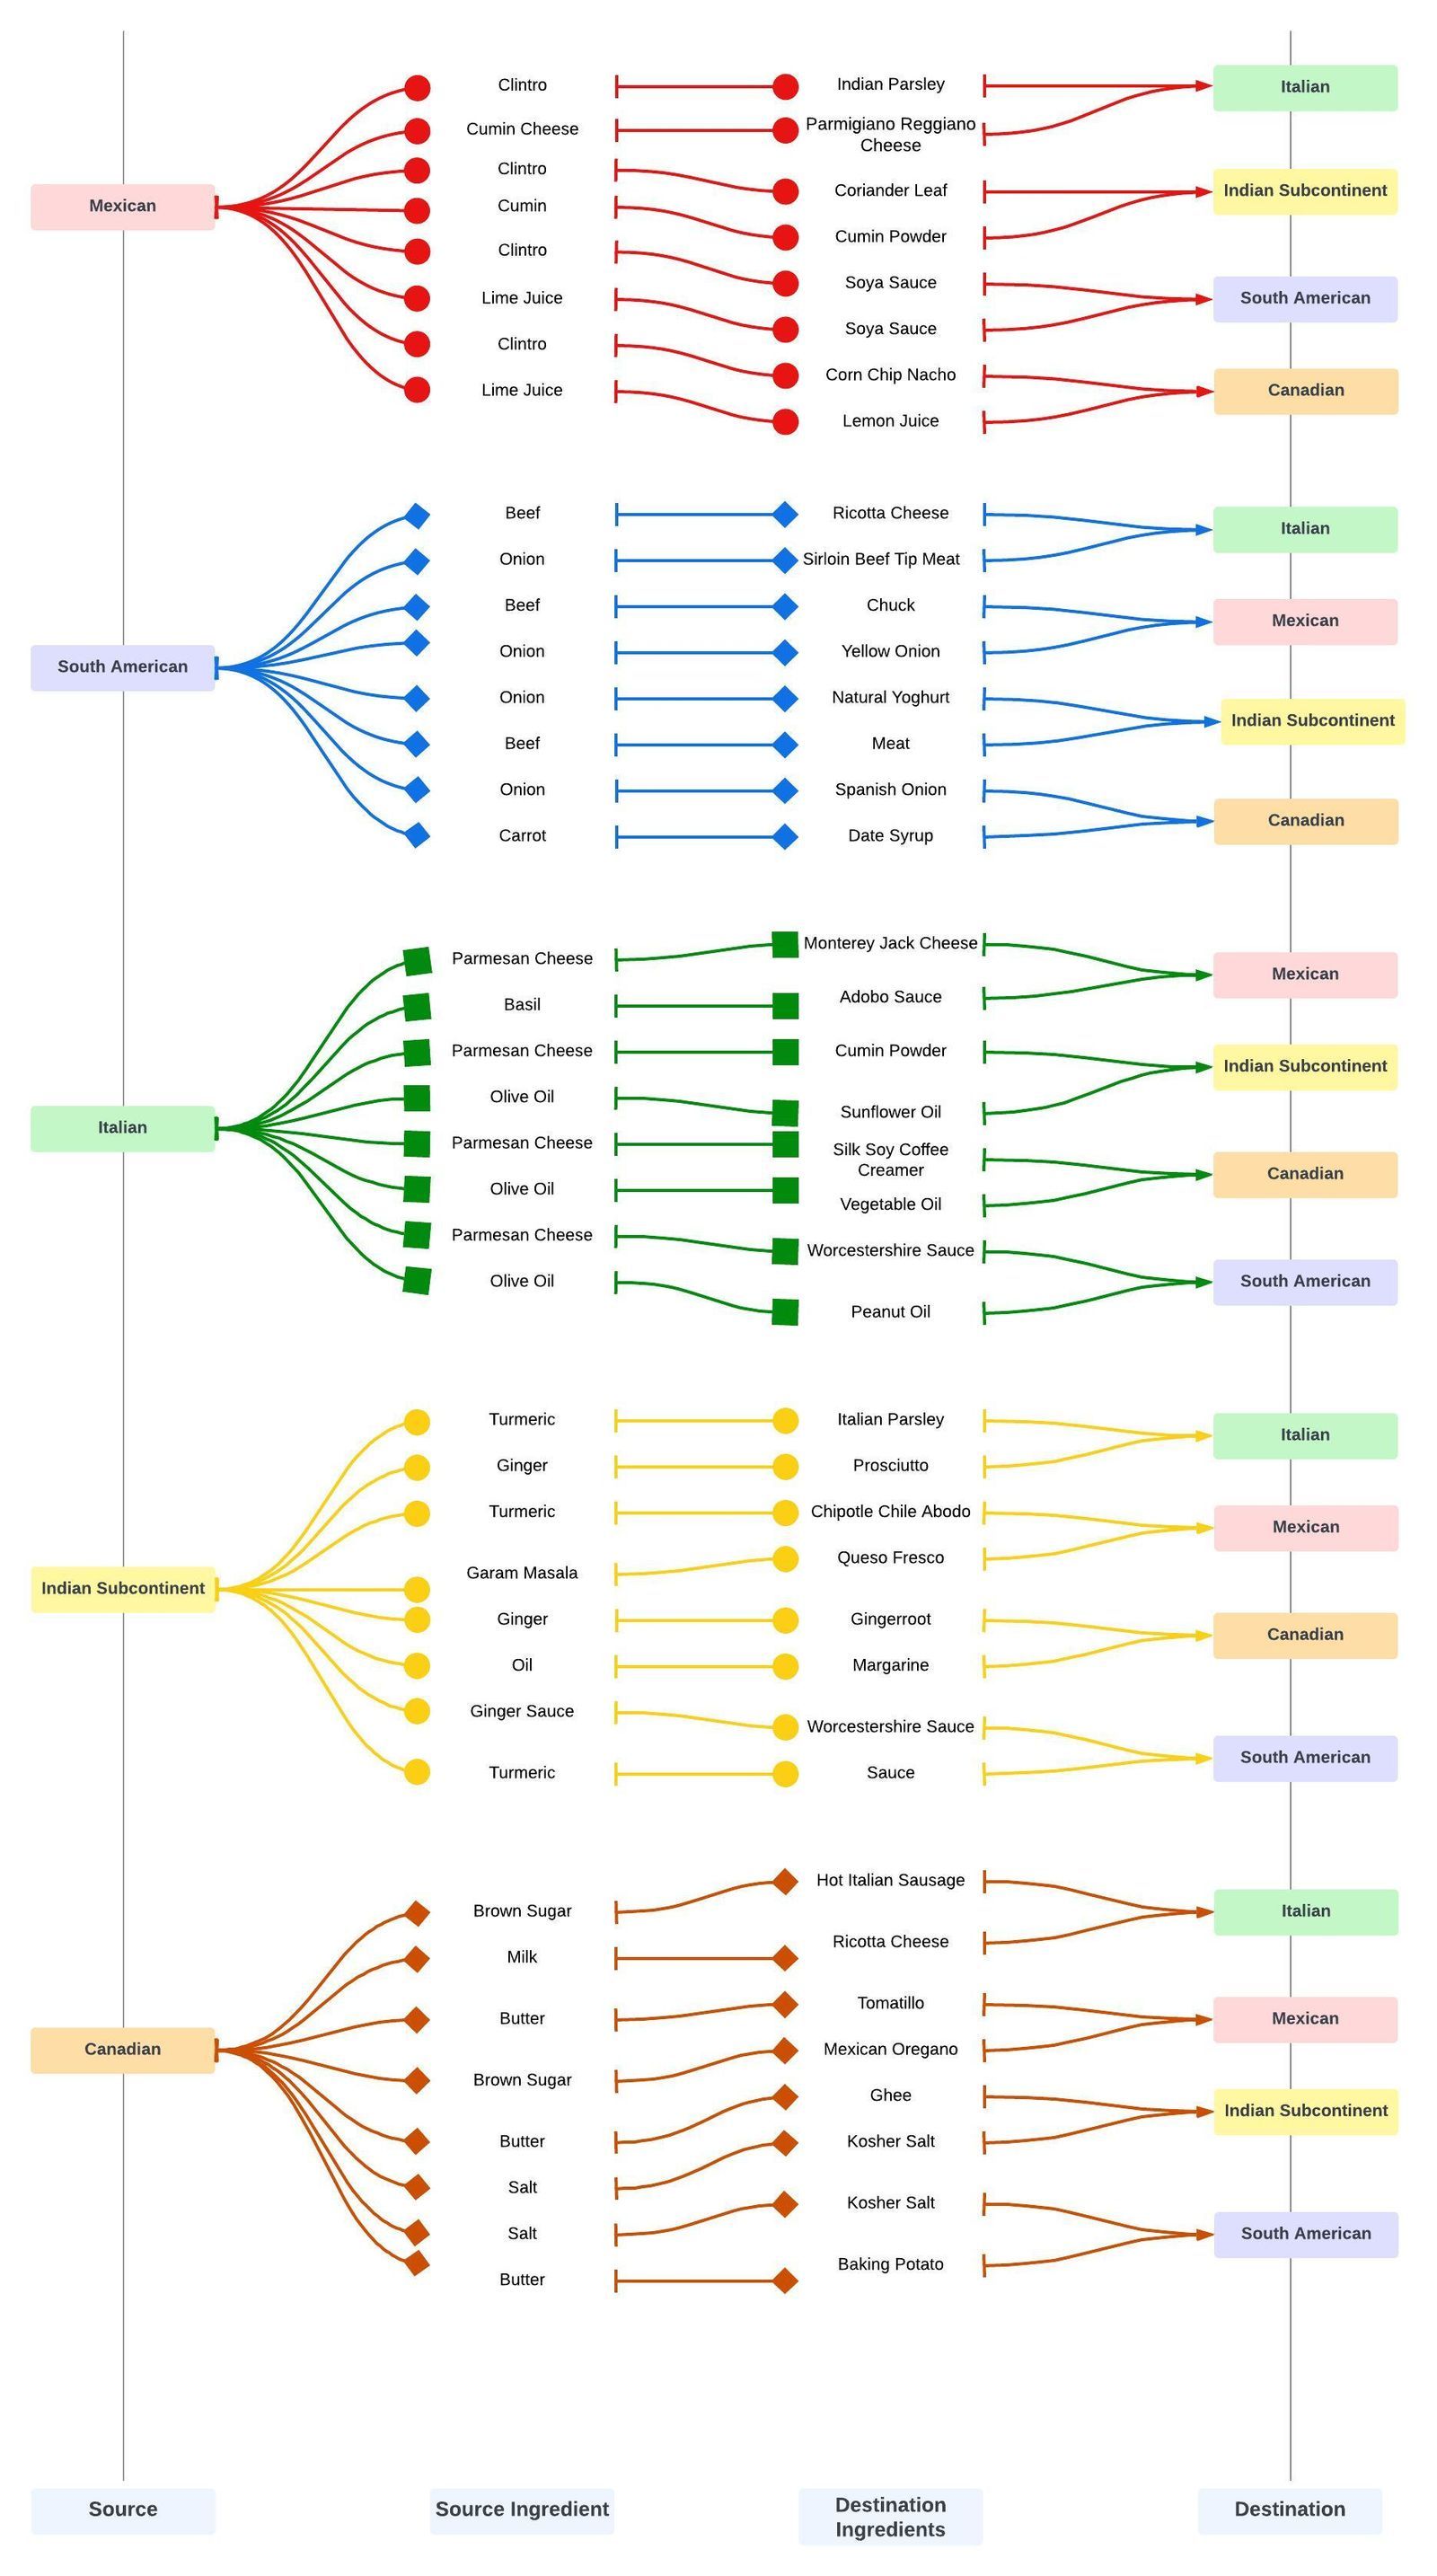 Clintro
Indian Parsley
Italian
Cumin Cheese
Parmigiano Reggiano
Cheese
Clintro
Coriander Leaf
Indian Subcontinent
Mexican
Cumin
Cumin Powder
Clintro
Soya Sauce
South American
Lime Juice
Soya Sauce
Clintro
Corn Chip Nacho
Canadian
Lime Juice
Lemon Juice
Beef
Ricotta Cheese
Italian
Onion
Sirloin Beef Tip Meat
Beef
Chuck
Mexican
Onion
Yellow Onion
South American
Onion
Natural Yoghurt
Indian Subcontinent
Beef
Meat
Onion
Spanish Onion
Canadian
Carrot
Date Syrup
Parmesan Cheese
Monterey Jack Cheese
Mexican
Basil
Adobo Sauce
Parmesan Cheese
Cumin Powder
Indian Subcontinent
Olive Oil
Sunflower Oil
Italian
Parmesan Cheese
Silk Soy Coffee
Creamer
Canadian
Olive Oil
Vegetable Oil
Parmesan Cheese
Worcestershire Sauce
South American
Olive Oil
Peanut Oil
Turmeric
Italian Parsley
Italian
Ginger
Prosciutto
Turmeric
Chipotle Chile Abodo
Mexican
Garam Masala
Queso Fresco
Indian Subcontinent
Ginger
Gingerroot
Canadian
Oil
Margarine
Ginger Sauce
Worcestershire Sauce
South American
Turmeric
Sauce
Brown Sugar
Hot Italian Sausage
Italian
Milk
Ricotta Cheese
Butter
Tomatillo
Mexican
Canadian
Brown Sugar
Mexican Oregano
Butter
Ghee
Indian Subcontinent
Salt
Kosher Salt
Salt
Kosher Salt
South American
Butter
Baking Potato
Source
Source Ingredient
Destination
Ingredients
Destination